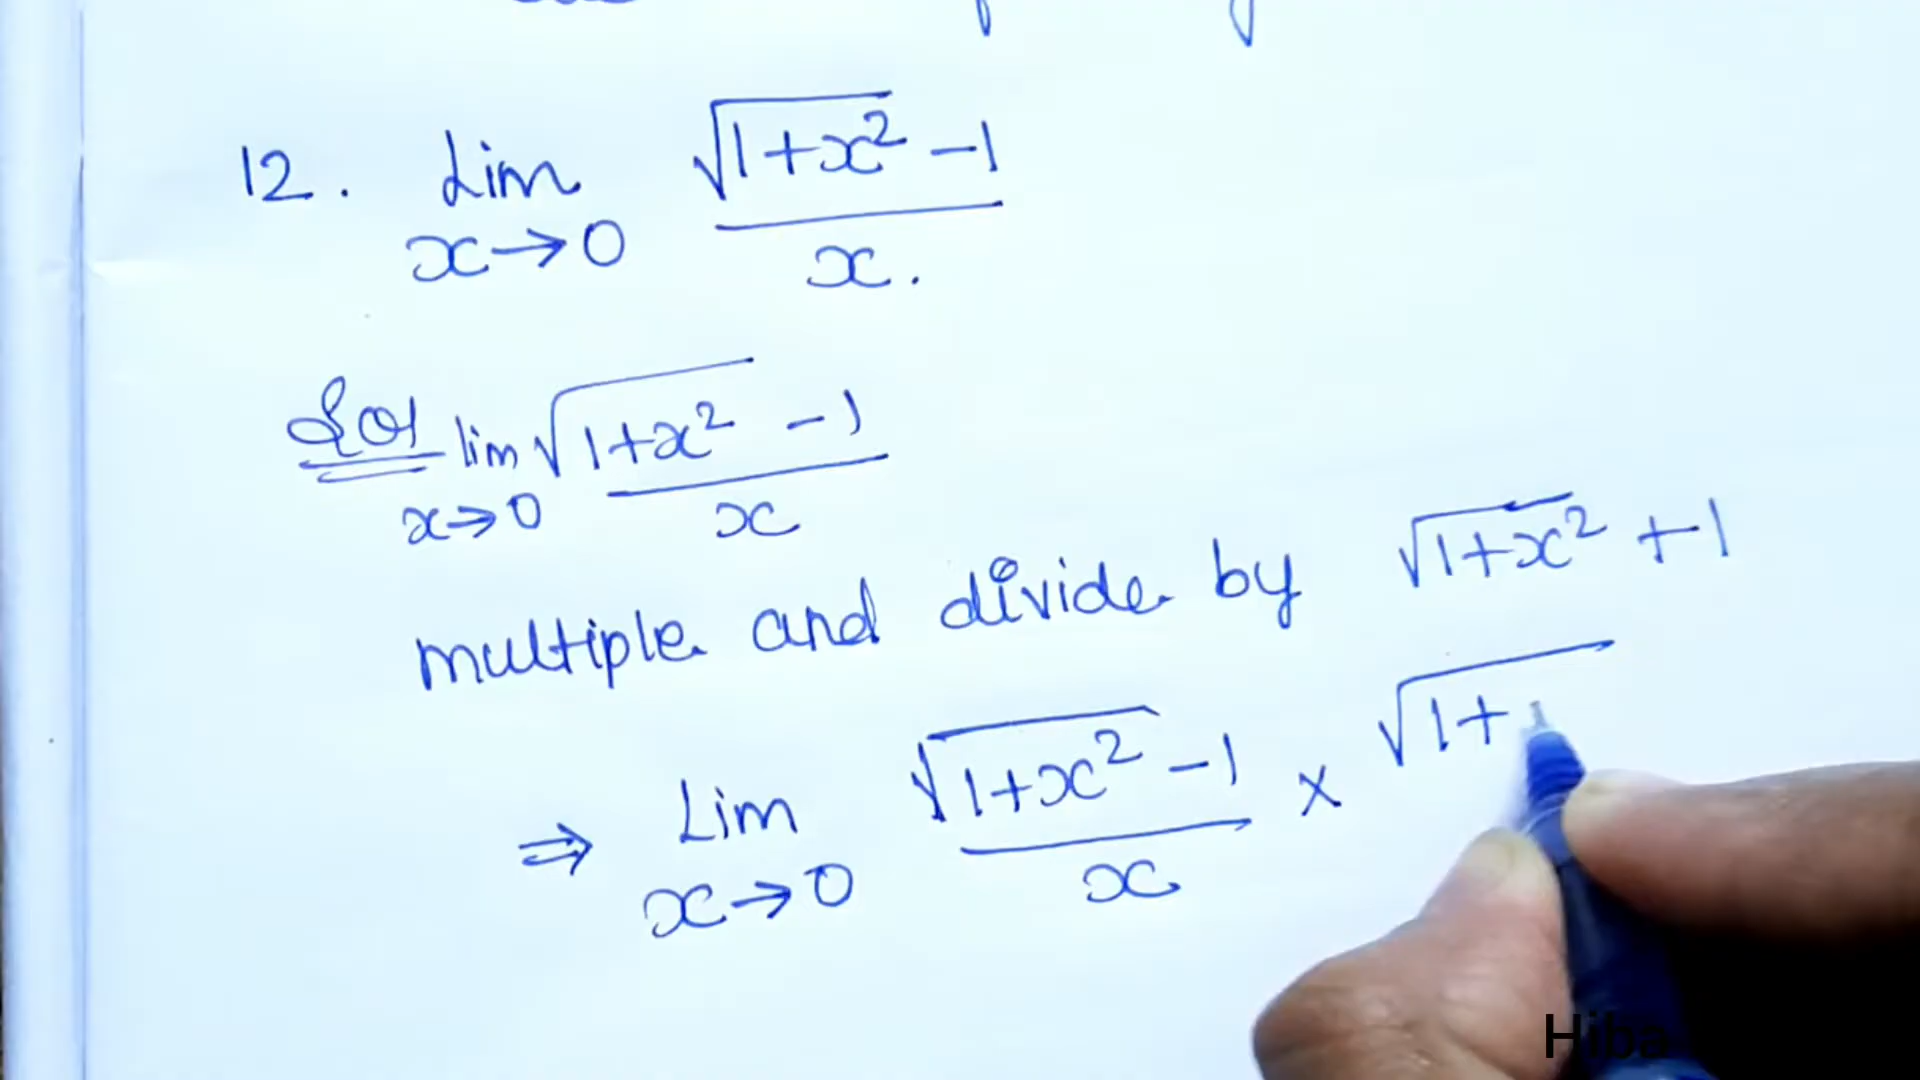 12. Lim √1+x² -1
x→0 x.
Sol lim √1+x² -1
x→0 x
multiple and divide by √1+x² +1
⇒ Lim √1+x² -1 × √1+
x→0 x
Hiba